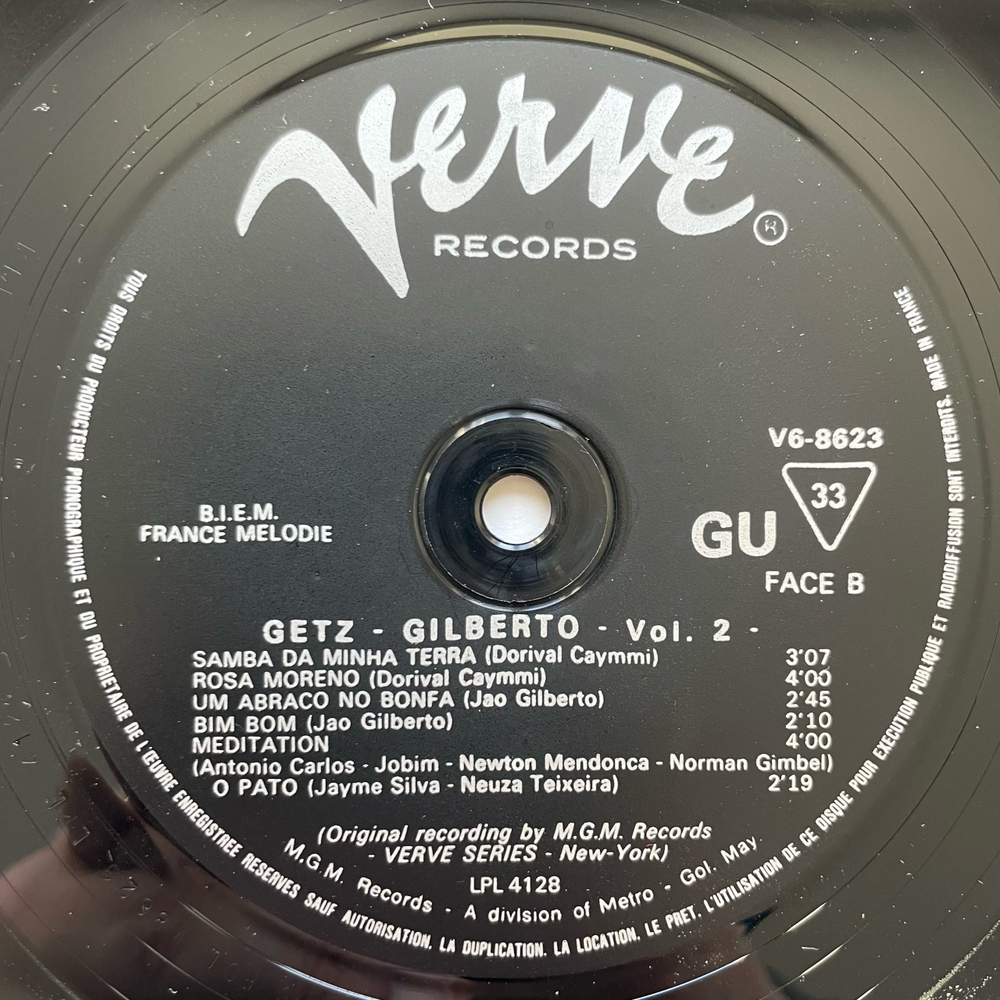 Verve
RECORDS
®
V6-8623
33
GU
FACE B
B.I.E.M.
FRANCE MELODIE
GETZ - GILBERTO - Vol. 2 -
SAMBA DA MINHA TERRA (Dorival Caymmi) 3'07
ROSA MORENO (Dorival Caymmi) 4'00
UM ABRACO NO BONFA (Jao Gilberto) 2'45
BIM BOM (Jao Gilberto) 2'10
MEDITATION 4'00
(Antonio Carlos - Jobim - Newton Mendonca - Norman Gimbel)
O PATO (Jayme Silva - Neuza Teixeira) 2'19
(Original recording by M.G.M. Records
- VERVE SERIES - New-York)
LPL 4128
M.G.M. Records - A division of Metro - Gol. May
TOUS DROITS DU PRODUCTEUR PHONOGRAPHIQUE ET DU PROPRIETAIRE DE L'ŒUVRE ENREGISTREE RESERVES. SAUF AUTORISATION. LA DUPLICATION. LA LOCATION. LE PRET. L'UTILISATION DE CE DISQUE POUR EXECUTION PUBLIQUE ET RADIODIFFUSION SONT INTERDITS. MADE IN FRANCE